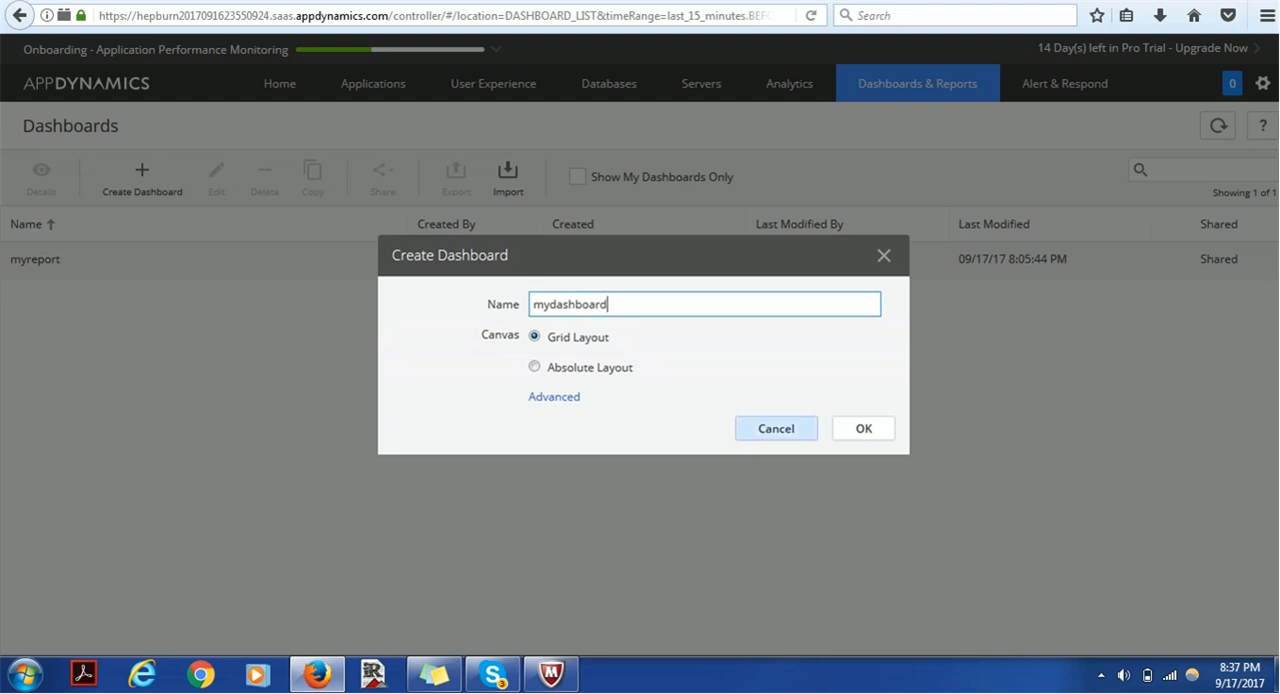 https://hepburn2017091623550924.saas.appdynamics.com/controller/#/location=DASHBOARD_LIST&timeRange=last_15_minutes.BEFO
Search
Onboarding - Application Performance Monitoring
14 Day(s) left in Pro Trial - Upgrade Now
APPDYNAMICS
Home
Applications
User Experience
Databases
Servers
Analytics
Dashboards & Reports
Alert & Respond
0
Dashboards
?
Details
Create Dashboard
Edit
Delete
Copy
Share
Export
Import
Show My Dashboards Only
Showing 1 of 1
Name
Created By
Created
Last Modified By
Last Modified
Shared
myreport
09/17/17 8:05:44 PM
Shared
Create Dashboard
Name
mydashboard
Canvas
Grid Layout
Absolute Layout
Advanced
Cancel
OK
3
8:37 PM
9/17/2017